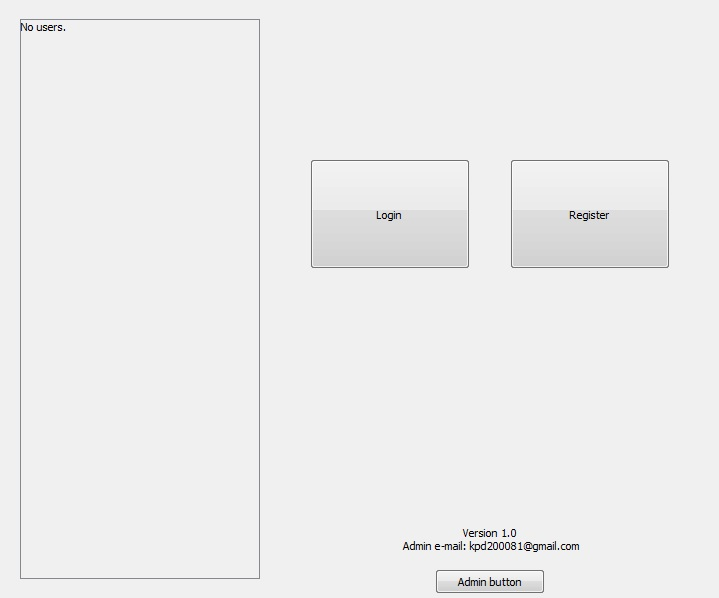 No users.
Login
Register
Version 1.0
Admin e-mail: kpd200081@gmail.com
Admin button